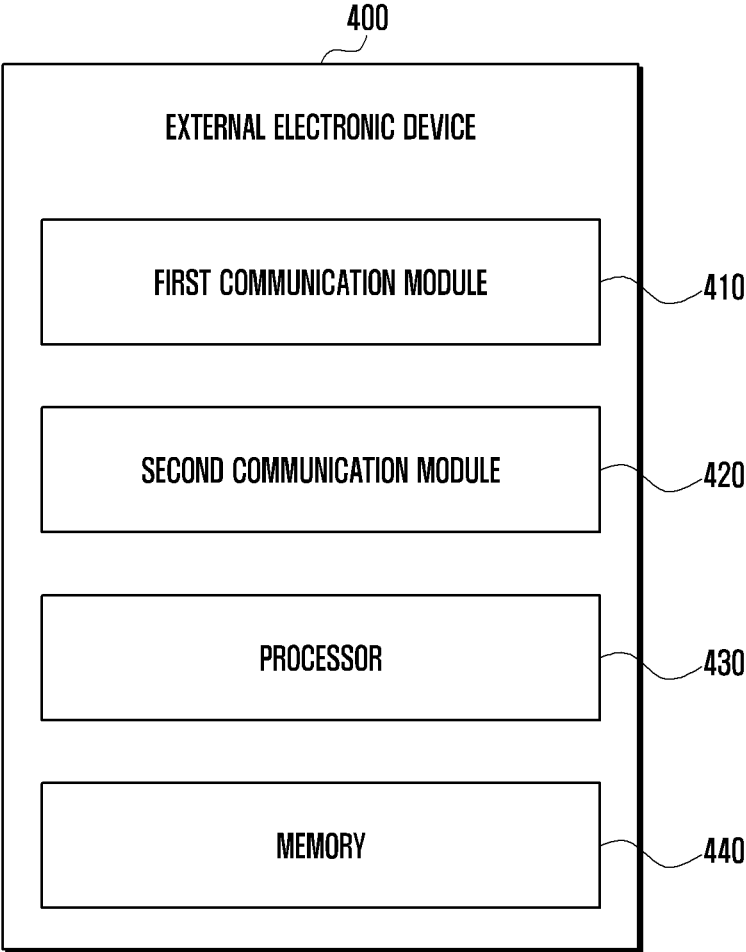 400
EXTERNAL ELECTRONIC DEVICE
FIRST COMMUNICATION MODULE
410
SECOND COMMUNICATION MODULE
420
PROCESSOR
430
MEMORY
440